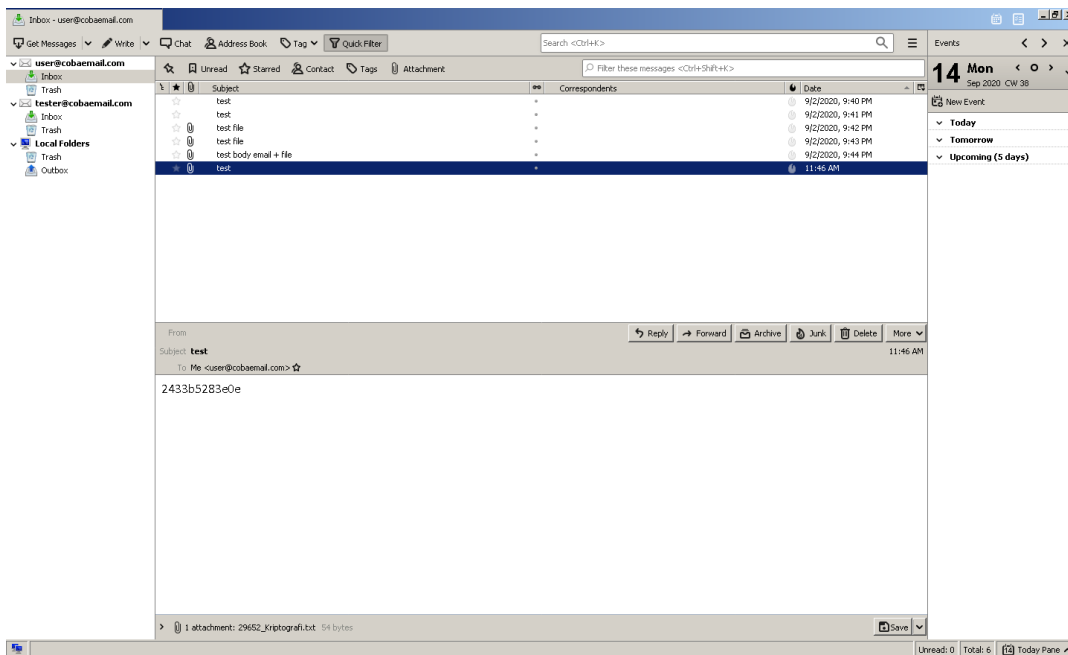 Inbox - user@cobaemail.com
Get Messages Write Chat Address Book Tag Quick Filter Search <Ctrl+K> Events
user@cobaemail.com
Inbox
Trash
tester@cobaemail.com
Inbox
Trash
Local Folders
Trash
Outbox
Unread Starred Contact Tags Attachment Filter these messages <Ctrl+Shift+K>
Subject Correspondents Date
test 9/2/2020, 9:40 PM
test 9/2/2020, 9:41 PM
test file 9/2/2020, 9:42 PM
test file 9/2/2020, 9:43 PM
test body email + file 9/2/2020, 9:44 PM
test 11:46 AM
From Reply Forward Archive Junk Delete More
Subject test 11:46 AM
To Me <user@cobaemail.com>
2433b5283e0e
1 attachment: 29652_Kriptografi.txt 54 bytes Save
14 Mon
Sep 2020 CW 38
New Event
Today
Tomorrow
Upcoming (5 days)
Unread: 0 Total: 6 14 Today Pane